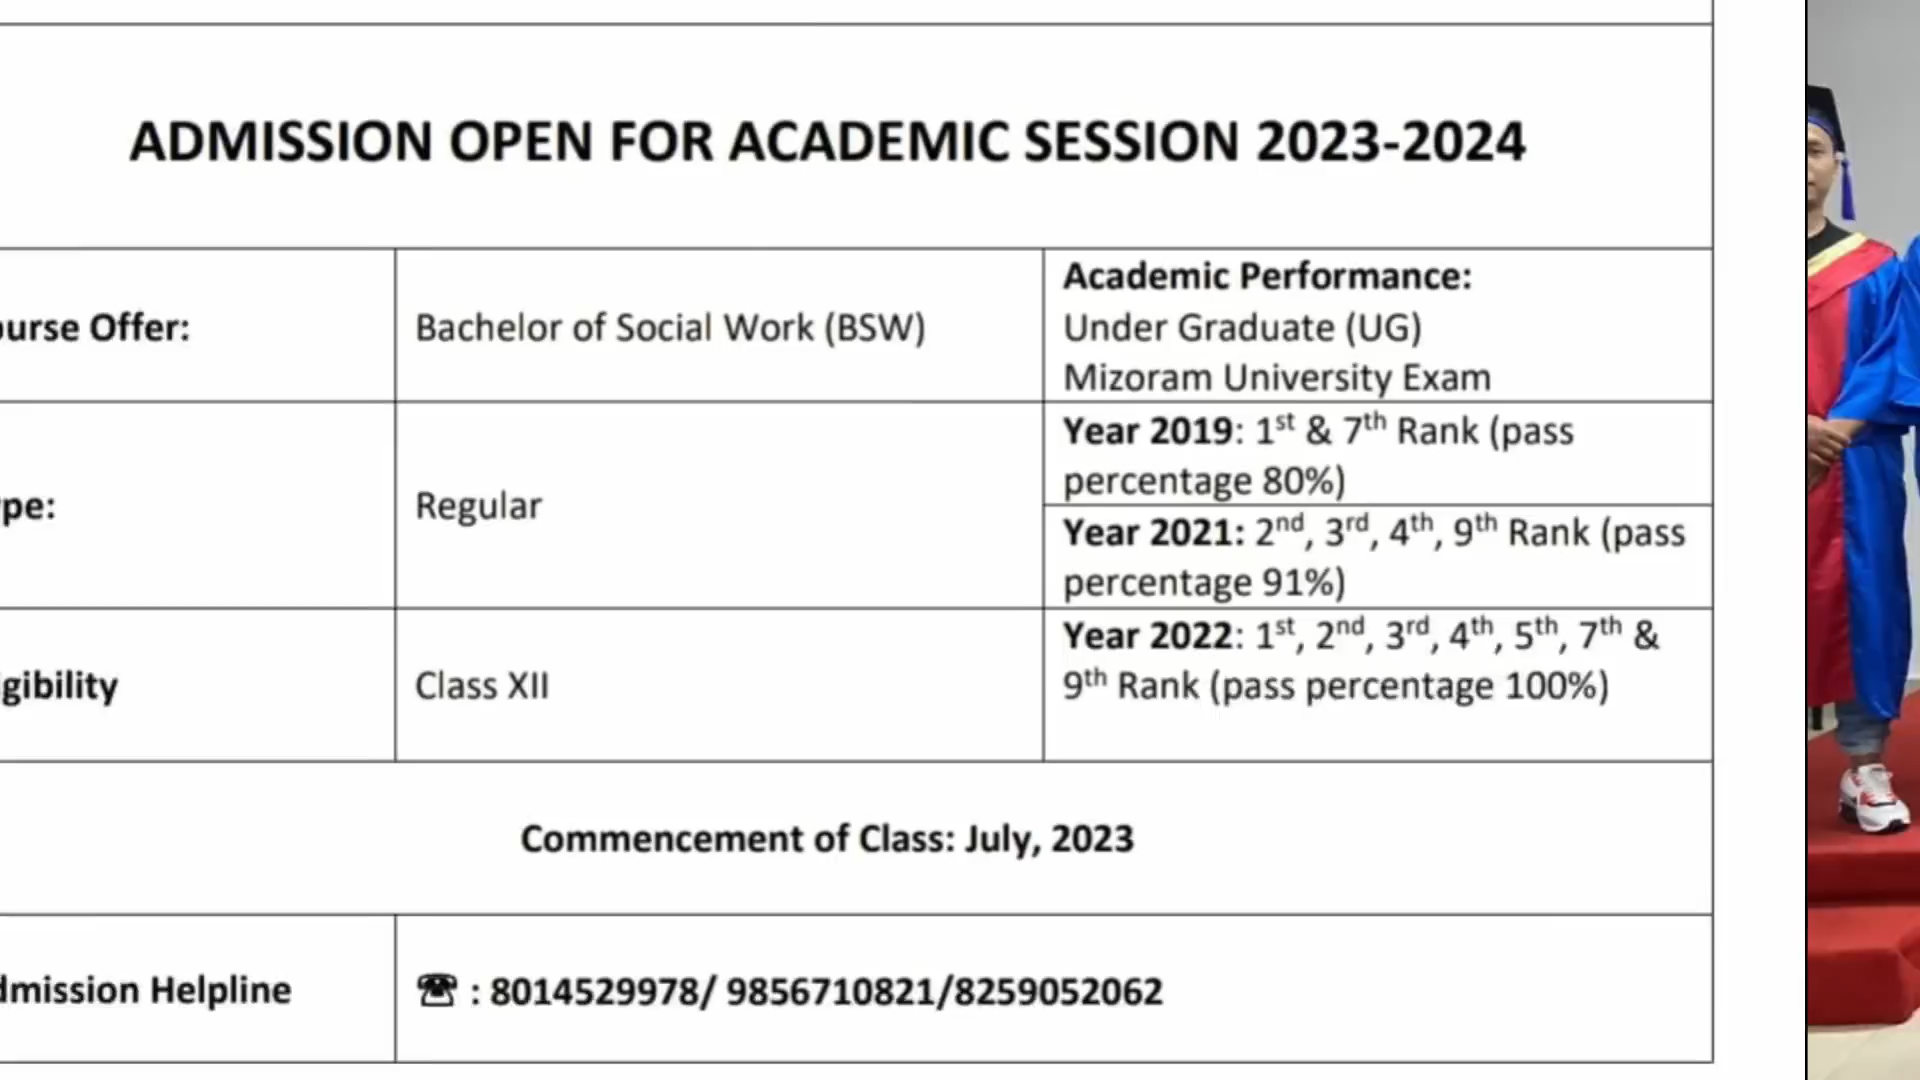 ADMISSION OPEN FOR ACADEMIC SESSION 2023-2024
ourse Offer:
Bachelor of Social Work (BSW)
Academic Performance:
Under Graduate (UG)
Mizoram University Exam
pe:
Regular
Year 2019: 1st & 7th Rank (pass
percentage 80%)
Year 2021: 2nd, 3rd, 4th, 9th Rank (pass
percentage 91%)
gibility
Class XII
Year 2022: 1st, 2nd, 3rd, 4th, 5th, 7th &
9th Rank (pass percentage 100%)
Commencement of Class: July, 2023
dmission Helpline
☎ : 8014529978/ 9856710821/8259052062